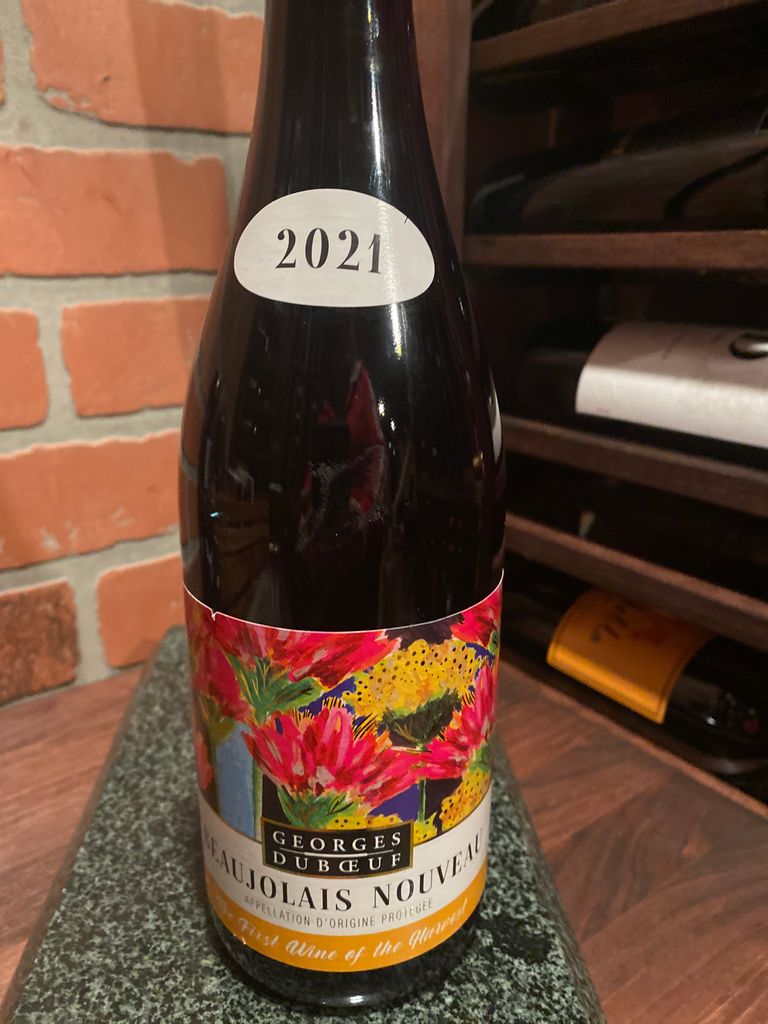 2021
GEORGES
DUBŒUF
BEAUJOLAIS NOUVEAU
APPELLATION D'ORIGINE PROTÉGÉE
The First Wine of the Harvest